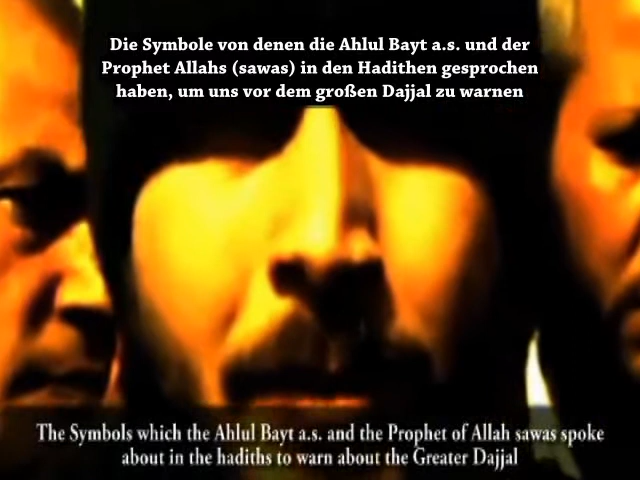 Die Symbole von denen die Ahlul Bayt a.s. und der
Prophet Allahs (sawas) in den Hadithen gesprochen
haben, um uns vor dem großen Dajjal zu warnen
The Symbols which the Ahlul Bayt a.s. and the Prophet of Allah sawas spoke
about in the hadiths to warn about the Greater Dajjal